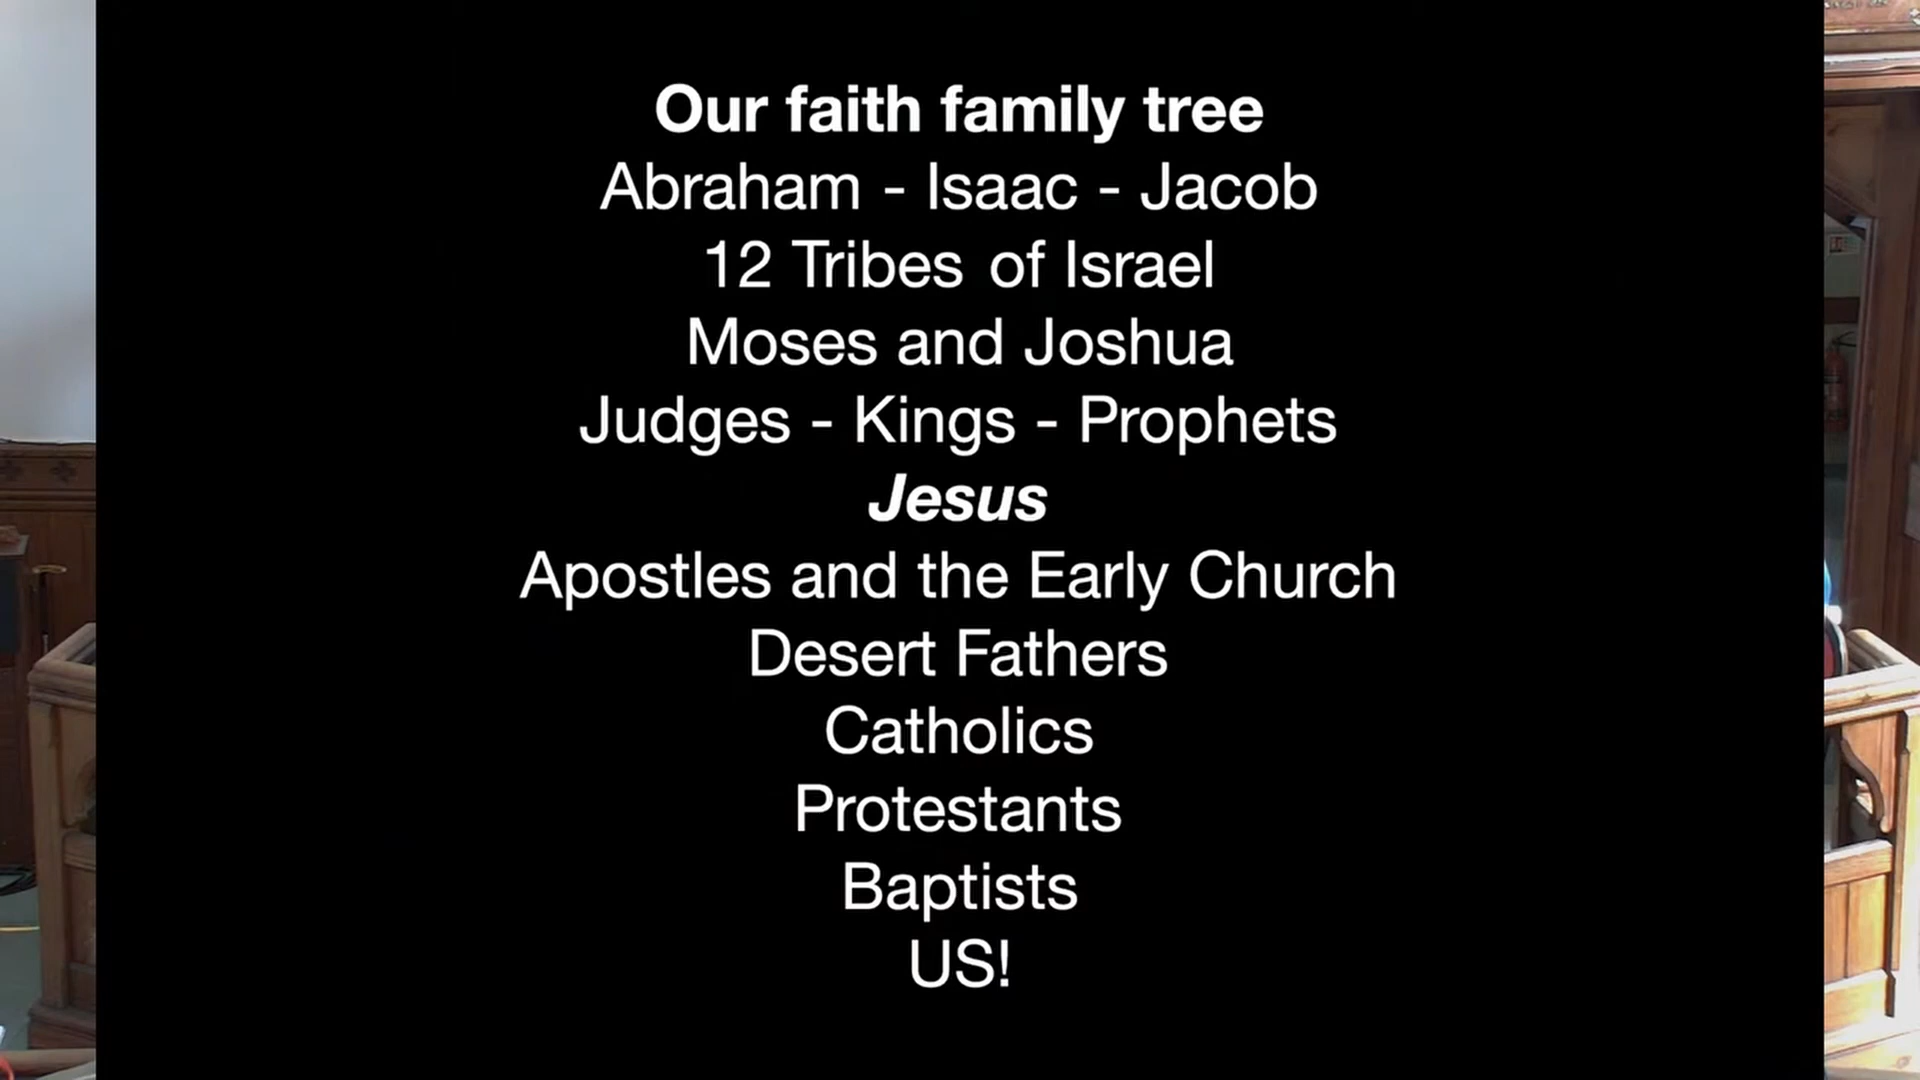 Our faith family tree
Abraham - Isaac - Jacob
12 Tribes of Israel
Moses and Joshua
Judges - Kings - Prophets
Jesus
Apostles and the Early Church
Desert Fathers
Catholics
Protestants
Baptists
US!